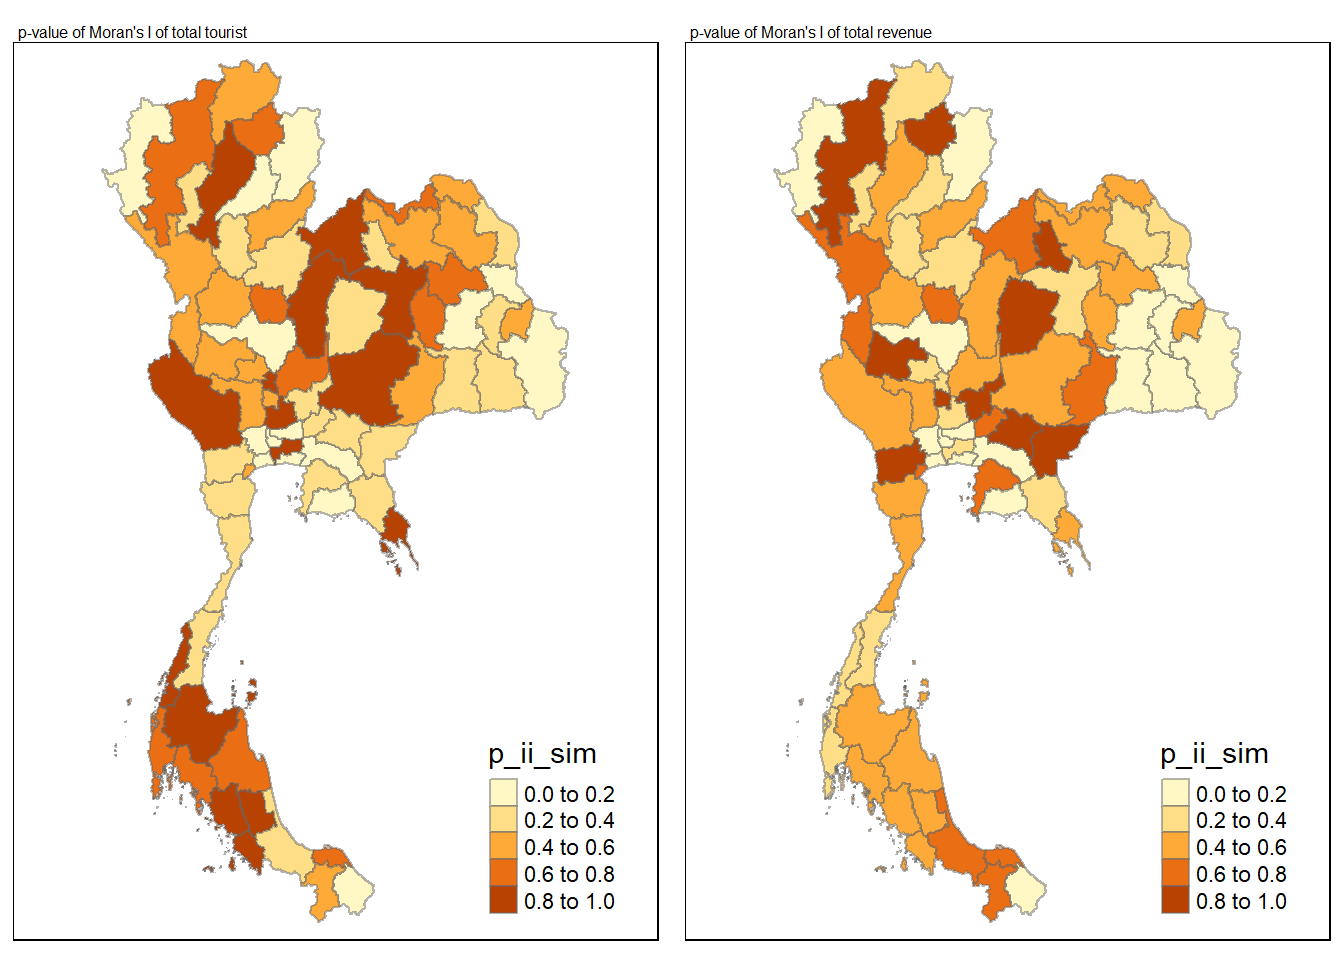 p-value of Moran's I of total tourist
p_ii_sim
0.0 to 0.2
0.2 to 0.4
0.4 to 0.6
0.6 to 0.8
0.8 to 1.0
p-value of Moran's I of total revenue
p_ii_sim
0.0 to 0.2
0.2 to 0.4
0.4 to 0.6
0.6 to 0.8
0.8 to 1.0